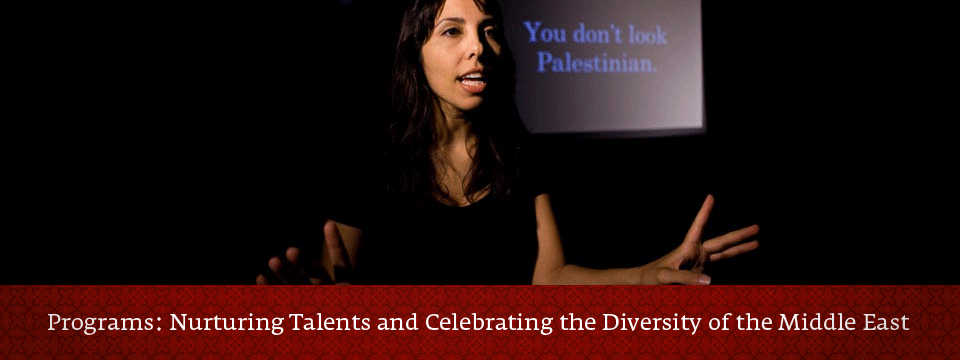 You don't look
Palestinian.
Programs: Nurturing Talents and Celebrating the Diversity of the Middle East